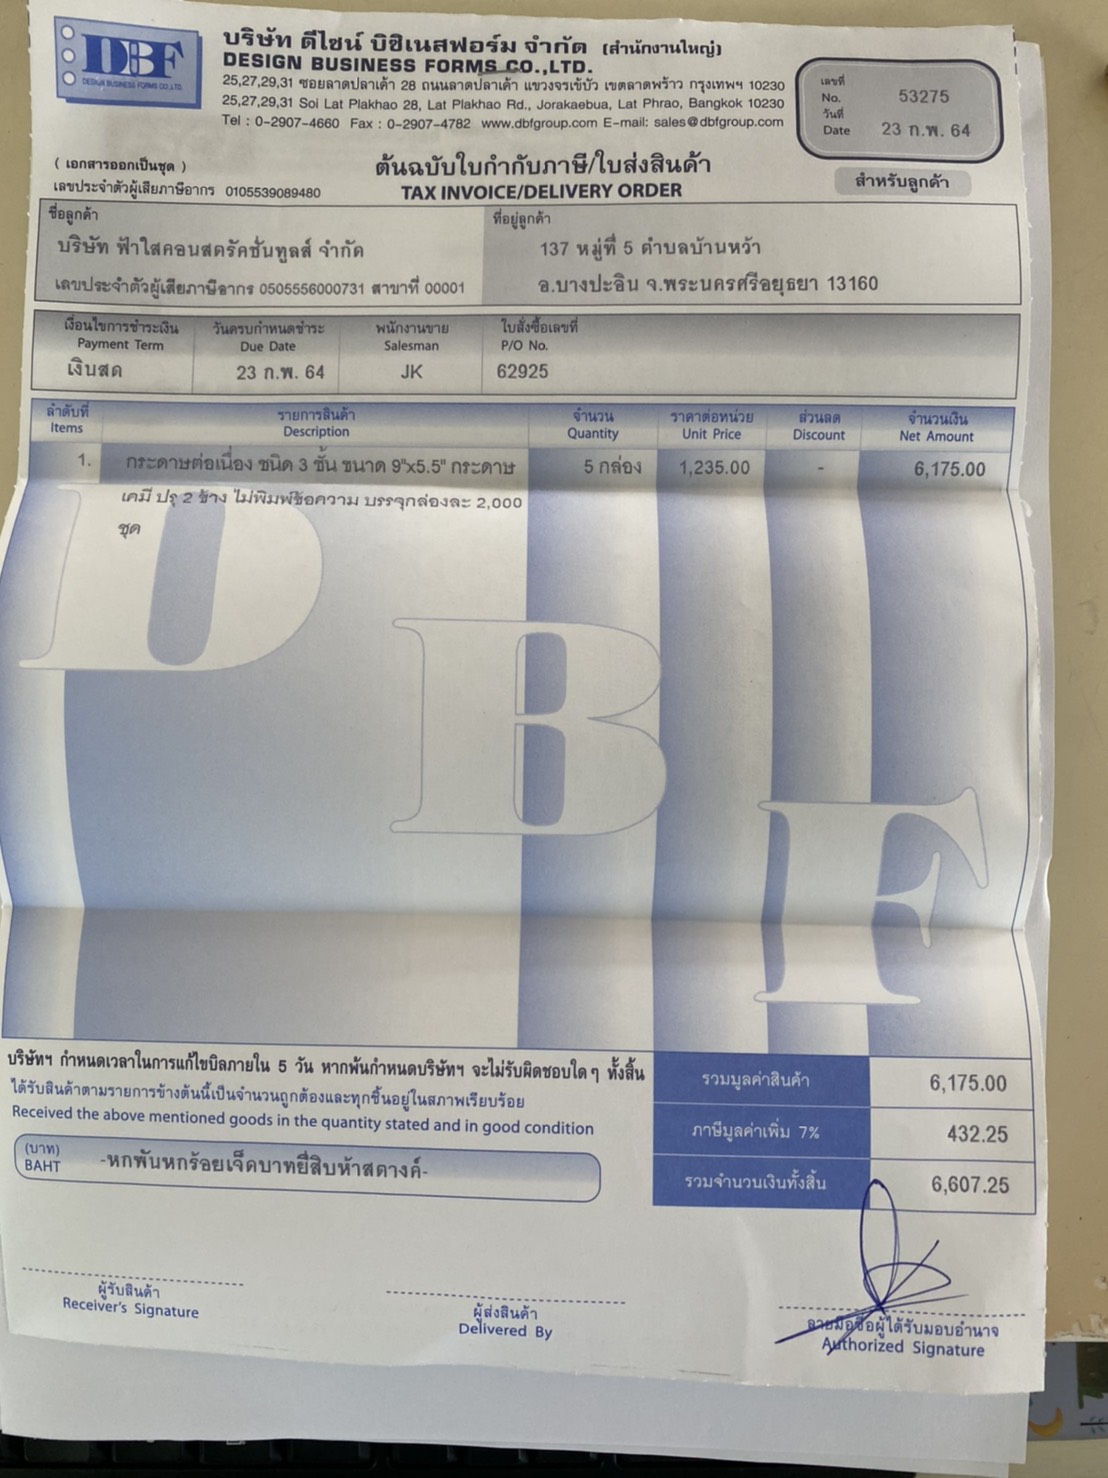 DBF
DESIGN BUSINESS FORMS CO.,LTD.
บริษัท ดีไซน์ บิซิเนสฟอร์ม จำกัด (สำนักงานใหญ่)
DESIGN BUSINESS FORMS CO.,LTD.
25,27,29,31 ซอยลาดปลาเค้า 28 ถนนลาดปลาเค้า แขวงจรเข้บัว เขตลาดพร้าว กรุงเทพฯ 10230
25,27,29,31 Soi Lat Plakhao 28, Lat Plakhao Rd., Jorakaebua, Lat Phrao, Bangkok 10230
Tel : 0-2907-4660 Fax : 0-2907-4782 www.dbfgroup.com E-mail: sales@dbfgroup.com
เลขที่
No. 53275
วันที่
Date 23 ก.พ. 64
( เอกสารออกเป็นชุด )
เลขประจำตัวผู้เสียภาษีอากร 0105539089480
ต้นฉบับใบกำกับภาษี/ใบส่งสินค้า
TAX INVOICE/DELIVERY ORDER
สำหรับลูกค้า
ชื่อลูกค้า ที่อยู่ลูกค้า
บริษัท ฟ้าใสคอนสตรัคชั่นทูลส์ จำกัด 137 หมู่ที่ 5 ตำบลบ้านหว้า
เลขประจำตัวผู้เสียภาษีอากร 0505556000731 สาขาที่ 00001 อ.บางปะอิน จ.พระนครศรีอยุธยา 13160
เงื่อนไขการชำระเงิน วันครบกำหนดชำระ พนักงานขาย ใบสั่งซื้อเลขที่
Payment Term Due Date Salesman P/O No.
เงินสด 23 ก.พ. 64 JK 62925
ลำดับที่ รายการสินค้า จำนวน ราคาต่อหน่วย ส่วนลด จำนวนเงิน
Items Description Quantity Unit Price Discount Net Amount
1. กระดาษต่อเนื่อง ชนิด 3 ชั้น ขนาด 9"x5.5" กระดาษ 5 กล่อง 1,235.00 - 6,175.00
เคมี ปรุ 2 ข้าง ไม่พิมพ์ข้อความ บรรจุกล่องละ 2,000
ชุด
D B F
บริษัทฯ กำหนดเวลาในการแก้ไขบิลภายใน 5 วัน หากพ้นกำหนดบริษัทฯ จะไม่รับผิดชอบใดๆ ทั้งสิ้น
ได้รับสินค้าตามรายการข้างต้นนี้เป็นจำนวนถูกต้องและทุกชิ้นอยู่ในสภาพเรียบร้อย
Received the above mentioned goods in the quantity stated and in good condition
รวมมูลค่าสินค้า 6,175.00
ภาษีมูลค่าเพิ่ม 7% 432.25
รวมจำนวนเงินทั้งสิ้น 6,607.25
(บาท)
BAHT -หกพันหกร้อยเจ็ดบาทยี่สิบห้าสตางค์-
ผู้รับสินค้า
Receiver's Signature
ผู้ส่งสินค้า
Delivered By
ลายมือชื่อผู้ได้รับมอบอำนาจ
Authorized Signature